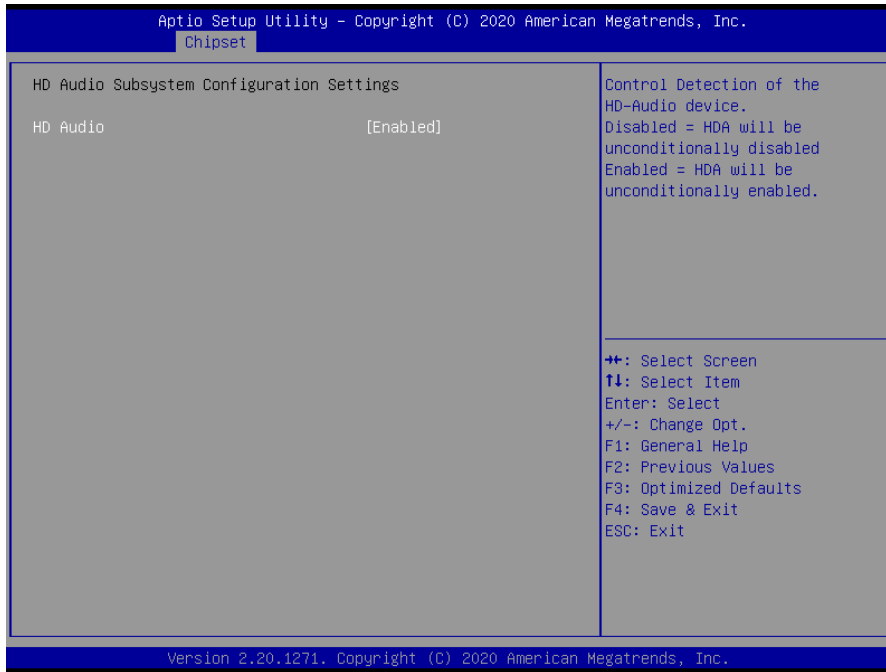 Aptio Setup Utility – Copyright (C) 2020 American Megatrends, Inc.
Chipset
HD Audio Subsystem Configuration Settings
HD Audio [Enabled]
Control Detection of the
HD-Audio device.
Disabled = HDA will be
unconditionally disabled
Enabled = HDA will be
unconditionally enabled.
→←: Select Screen
↑↓: Select Item
Enter: Select
+/-: Change Opt.
F1: General Help
F2: Previous Values
F3: Optimized Defaults
F4: Save & Exit
ESC: Exit
Version 2.20.1271. Copyright (C) 2020 American Megatrends, Inc.